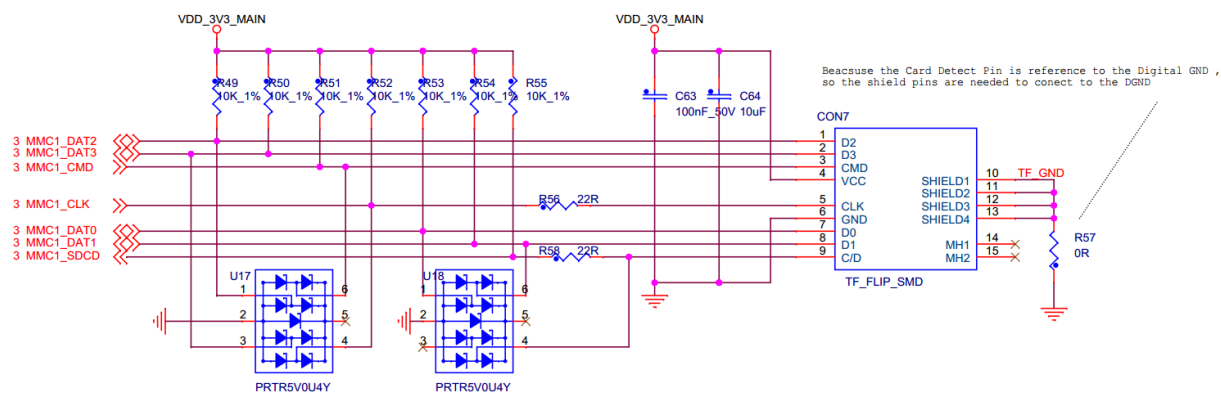 VDD_3V3_MAIN
VDD_3V3_MAIN
Beacsuse the Card Detect Pin is reference to the Digital GND ,
so the shield pins are needed to conect to the DGND
R49 R50 R51 R52 R53 R54 R55
10K_1% 10K_1% 10K_1% 10K_1% 10K_1% 10K_1% 10K_1%
C63
100nF_50V
C64
10uF
CON7
3 MMC1_DAT2
3 MMC1_DAT3
3 MMC1_CMD
3 MMC1_CLK
3 MMC1_DAT0
3 MMC1_DAT1
3 MMC1_SDCD
R56 22R
R58 22R
1 D2
2 D3
3 CMD
4 VCC
5 CLK
6 GND
7 D0
8 D1
9 C/D
SHIELD1 10
SHIELD2 11
SHIELD3 12
SHIELD4 13
MH1 14
MH2 15
TF_GND
R57
0R
TF_FLIP_SMD
U17
1 6
2 5
3 4
PRTR5V0U4Y
U18
1 6
2 5
3 4
PRTR5V0U4Y